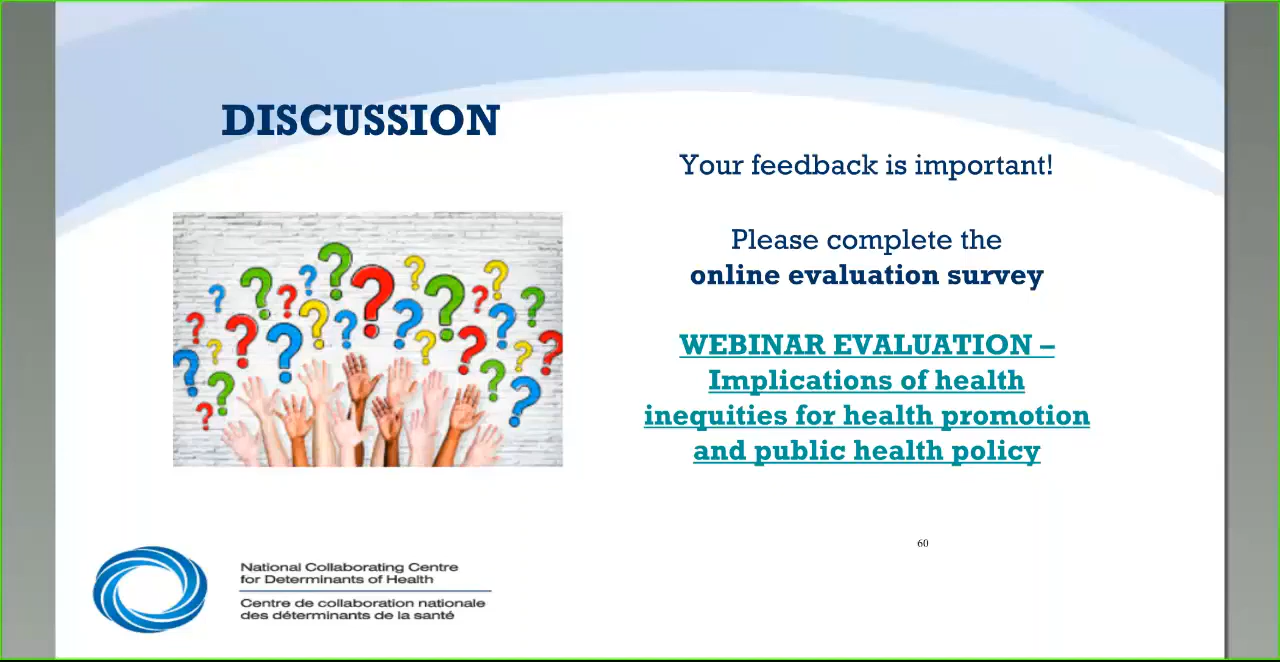 DISCUSSION
Your feedback is important!
Please complete the
online evaluation survey
WEBINAR EVALUATION –
Implications of health
inequities for health promotion
and public health policy
60
National Collaborating Centre
for Determinants of Health
Centre de collaboration nationale
des déterminants de la santé